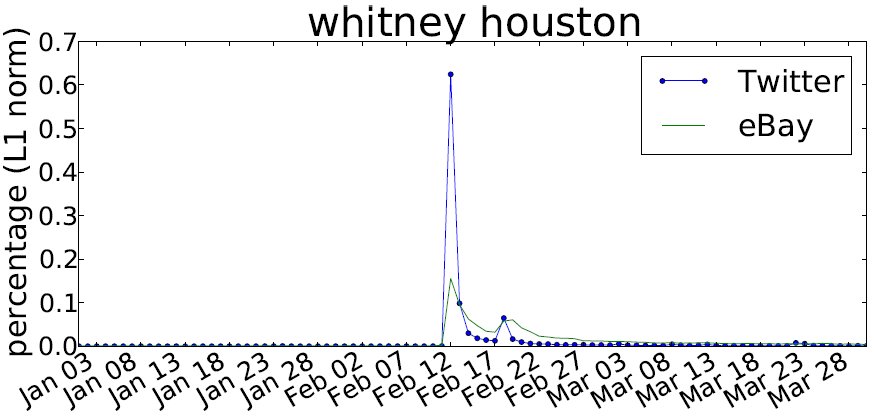 whitney houston
percentage (L1 norm)
0.7
0.6
0.5
0.4
0.3
0.2
0.1
0.0
Twitter
eBay
Jan 03
Jan 08
Jan 13
Jan 18
Jan 23
Jan 28
Feb 02
Feb 07
Feb 12
Feb 17
Feb 22
Feb 27
Mar 03
Mar 08
Mar 13
Mar 18
Mar 23
Mar 28